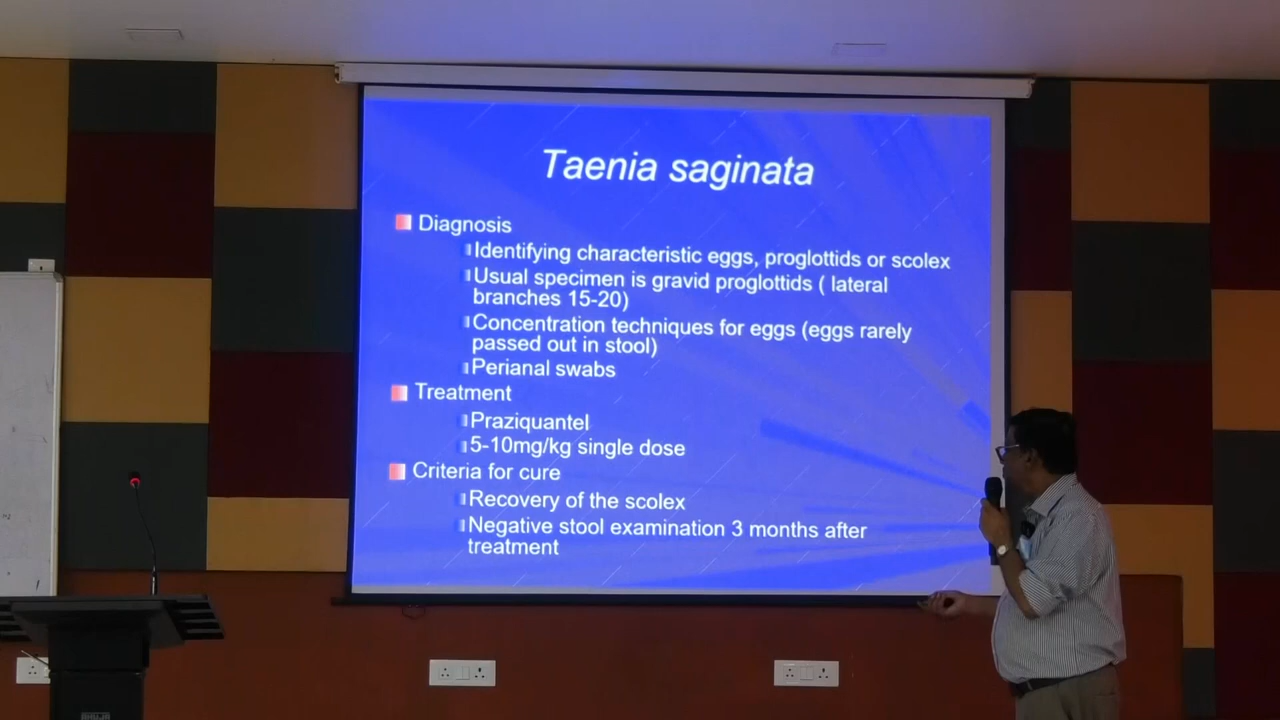 Taenia saginata
Diagnosis
Identifying characteristic eggs, proglottids or scolex
Usual specimen is gravid proglottids ( lateral
branches 15-20)
Concentration techniques for eggs (eggs rarely
passed out in stool)
Perianal swabs
Treatment
Praziquantel
5-10mg/kg single dose
Criteria for cure
Recovery of the scolex
Negative stool examination 3 months after
treatment
AHUJA